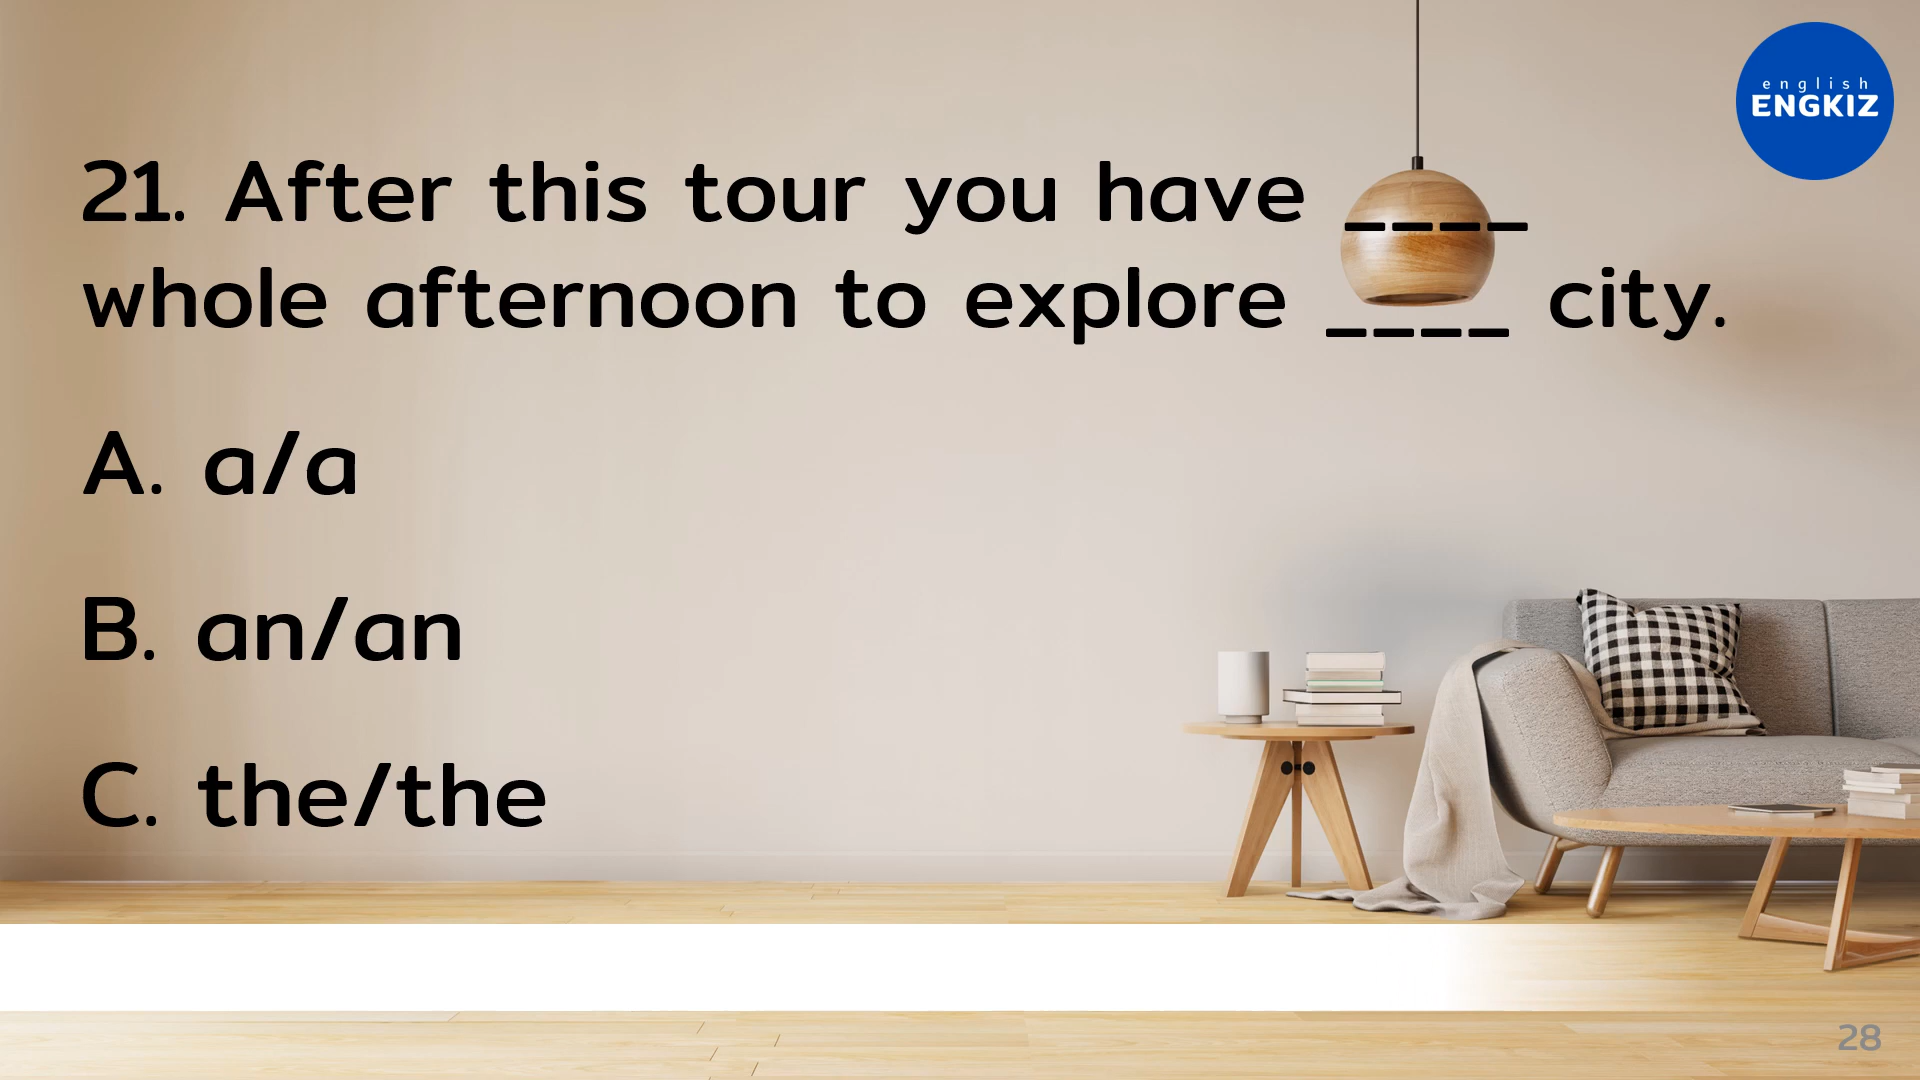 english
ENGKIZ
21. After this tour you have ____
whole afternoon to explore ____ city.
A. a/a
B. an/an
C. the/the
28